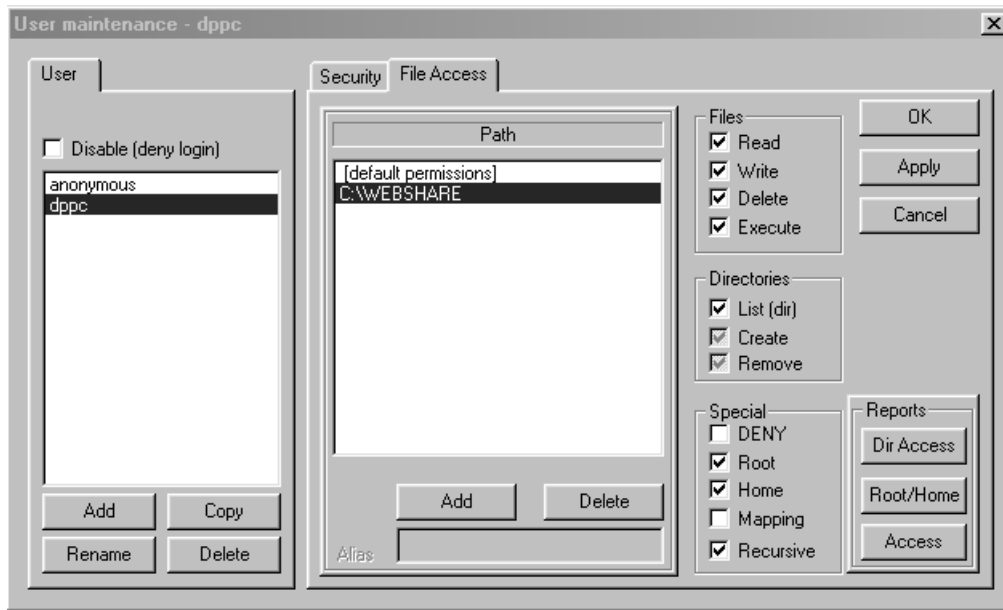 User maintenance - dppc
User
Disable (deny login)
anonymous
dppc
Add
Copy
Rename
Delete
Security
File Access
Path
[default permissions]
C:\WEBSHARE
Add
Delete
Alias
Files
Read
Write
Delete
Execute
Directories
List (dir)
Create
Remove
Special
DENY
Root
Home
Mapping
Recursive
OK
Apply
Cancel
Reports
Dir Access
Root/Home
Access